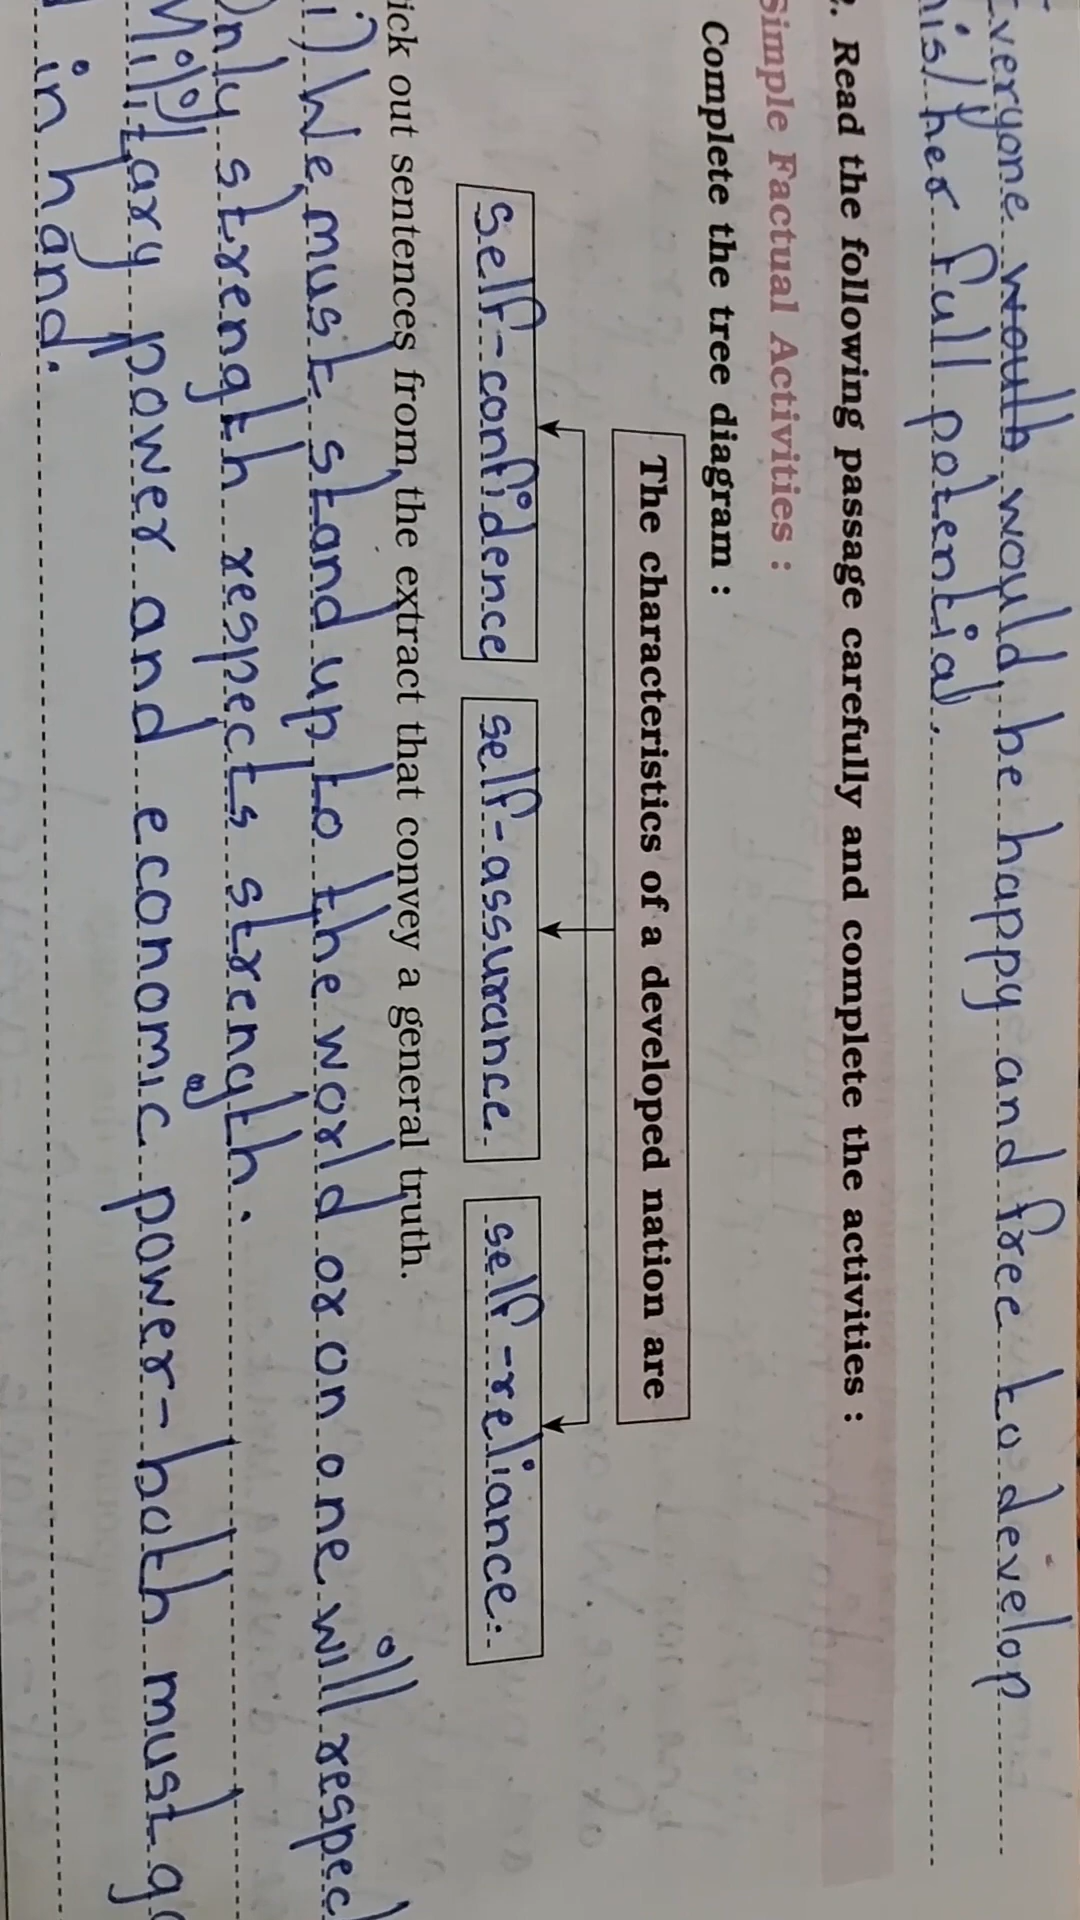 Everyone would be happy and free to develop
his/her full potential.
2. Read the following passage carefully and complete the activities :
Simple Factual Activities :
Complete the tree diagram :
The characteristics of a developed nation are
self-confidence self-assurance. self-reliance.
ick out sentences from the extract that convey a general truth.
i) We must stand up to the world or on one will respec
Only strength respects strength.
Military power and economic power - both must go
in hand.